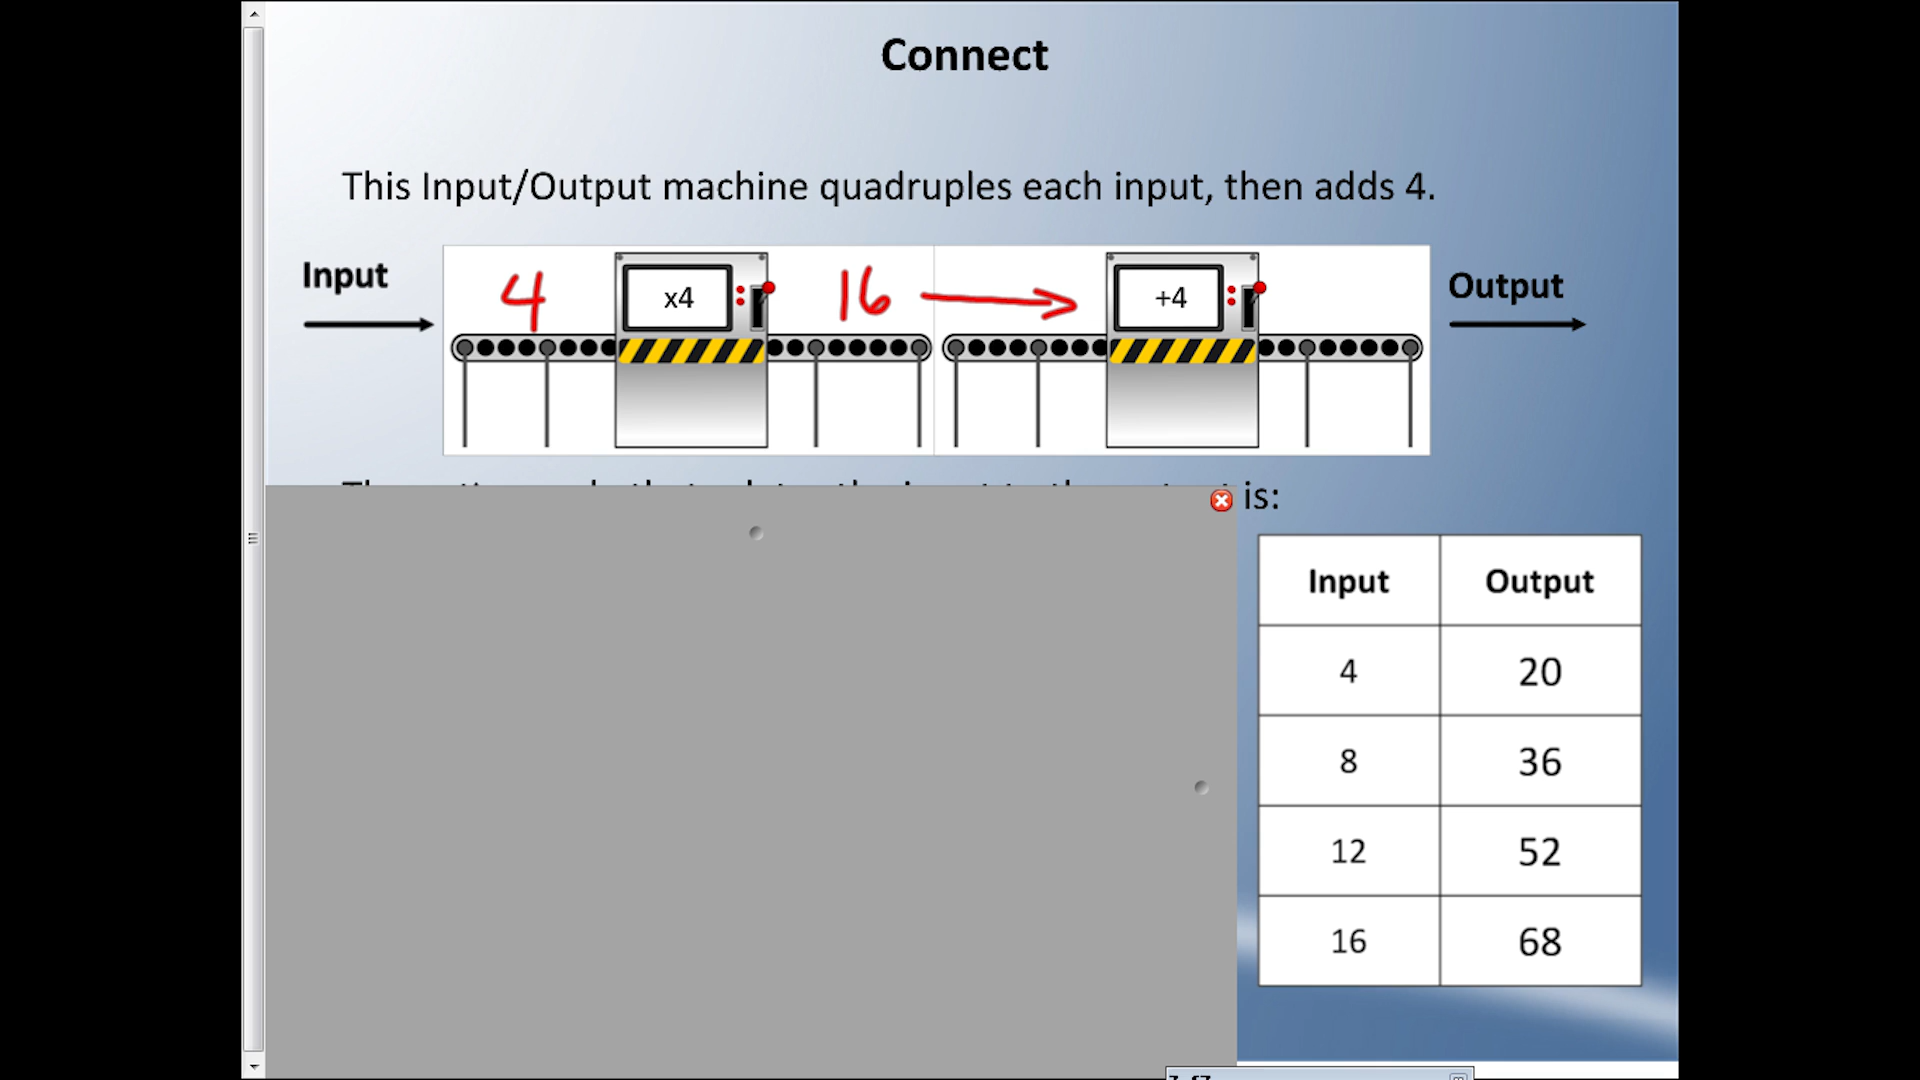 Connect
This Input/Output machine quadruples each input, then adds 4.
Input
4
x4
16
+4
Output
is:
Input Output
4 20
8 36
12 52
16 68